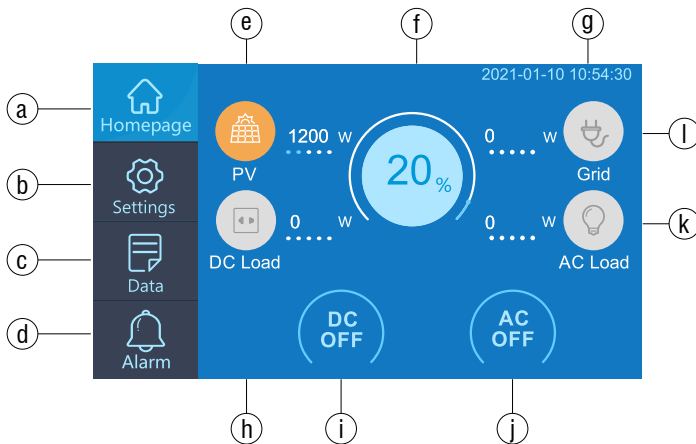 e
f
g
2021-01-10 10:54:30
a
Homepage
1200 W
PV
20 %
0 W
Grid
l
b
Settings
0 W
DC Load
0 W
AC Load
k
c
Data
d
Alarm
DC
OFF
AC
OFF
h
i
j